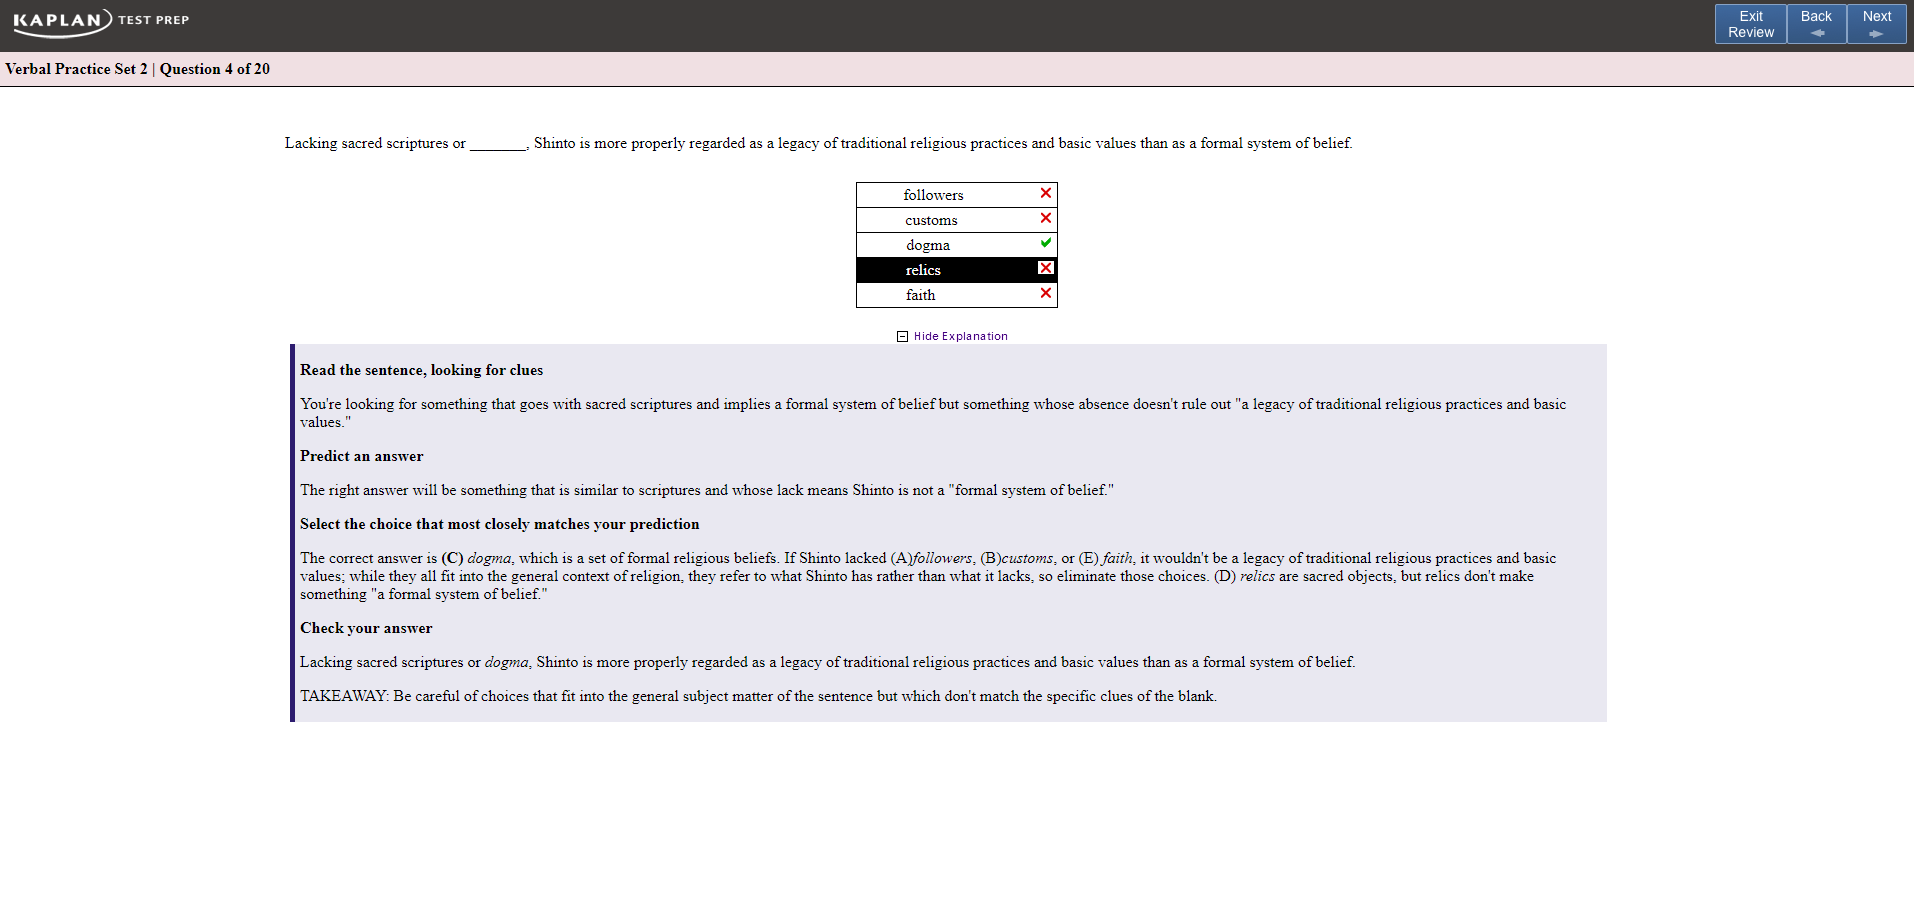 KAPLAN TEST PREP
Exit Review
Back
Next
Verbal Practice Set 2 | Question 4 of 20
Lacking sacred scriptures or _______, Shinto is more properly regarded as a legacy of traditional religious practices and basic values than as a formal system of belief.
followers
customs
dogma
relics
faith
Hide Explanation
Read the sentence, looking for clues
You're looking for something that goes with sacred scriptures and implies a formal system of belief but something whose absence doesn't rule out "a legacy of traditional religious practices and basic
values."
Predict an answer
The right answer will be something that is similar to scriptures and whose lack means Shinto is not a "formal system of belief."
Select the choice that most closely matches your prediction
The correct answer is (C) dogma, which is a set of formal religious beliefs. If Shinto lacked (A)followers, (B)customs, or (E) faith, it wouldn't be a legacy of traditional religious practices and basic
values; while they all fit into the general context of religion, they refer to what Shinto has rather than what it lacks, so eliminate those choices. (D) relics are sacred objects, but relics don't make
something "a formal system of belief."
Check your answer
Lacking sacred scriptures or dogma, Shinto is more properly regarded as a legacy of traditional religious practices and basic values than as a formal system of belief.
TAKEAWAY: Be careful of choices that fit into the general subject matter of the sentence but which don't match the specific clues of the blank.